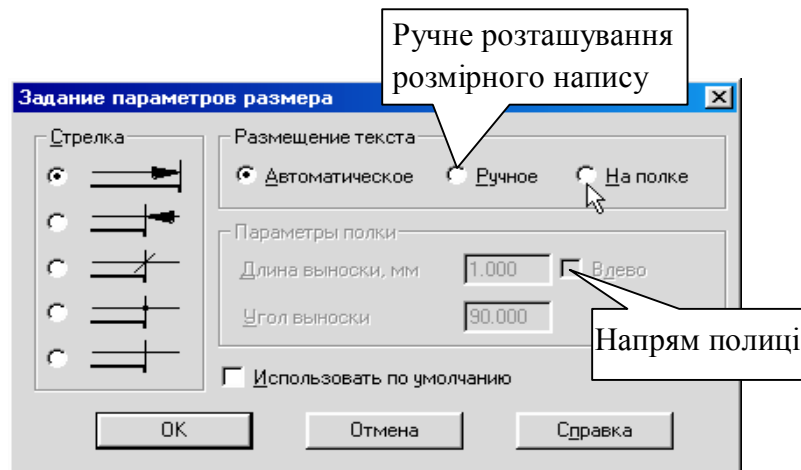 Ручне розташування
розмірного напису
Задание параметров размера
Стрелка
Размещение текста
Автоматическое Ручное На полке
Параметры полки
Длина выноски, мм 1.000 Влево
Угол выноски 90.000
Напрям полиці
Использовать по умолчанию
OK Отмена Справка